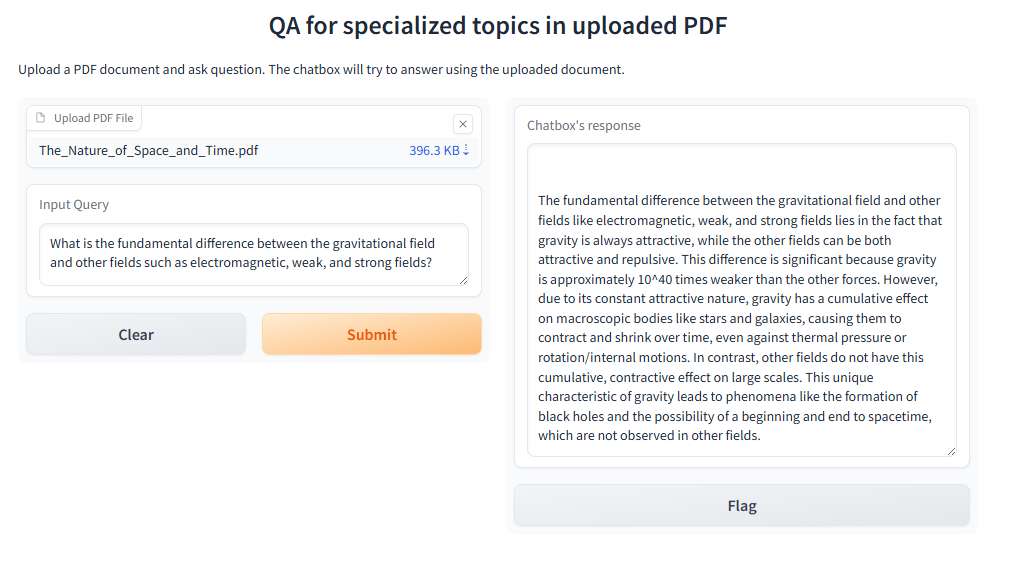 QA for specialized topics in uploaded PDF
Upload a PDF document and ask question. The chatbox will try to answer using the uploaded document.
Upload PDF File
The_Nature_of_Space_and_Time.pdf 396.3 KB
Input Query
What is the fundamental difference between the gravitational field
and other fields such as electromagnetic, weak, and strong fields?
Clear
Submit
Chatbox's response
The fundamental difference between the gravitational field and other
fields like electromagnetic, weak, and strong fields lies in the fact that
gravity is always attractive, while the other fields can be both
attractive and repulsive. This difference is significant because gravity
is approximately 10^40 times weaker than the other forces. However,
due to its constant attractive nature, gravity has a cumulative effect
on macroscopic bodies like stars and galaxies, causing them to
contract and shrink over time, even against thermal pressure or
rotation/internal motions. In contrast, other fields do not have this
cumulative, contractive effect on large scales. This unique
characteristic of gravity leads to phenomena like the formation of
black holes and the possibility of a beginning and end to spacetime,
which are not observed in other fields.
Flag